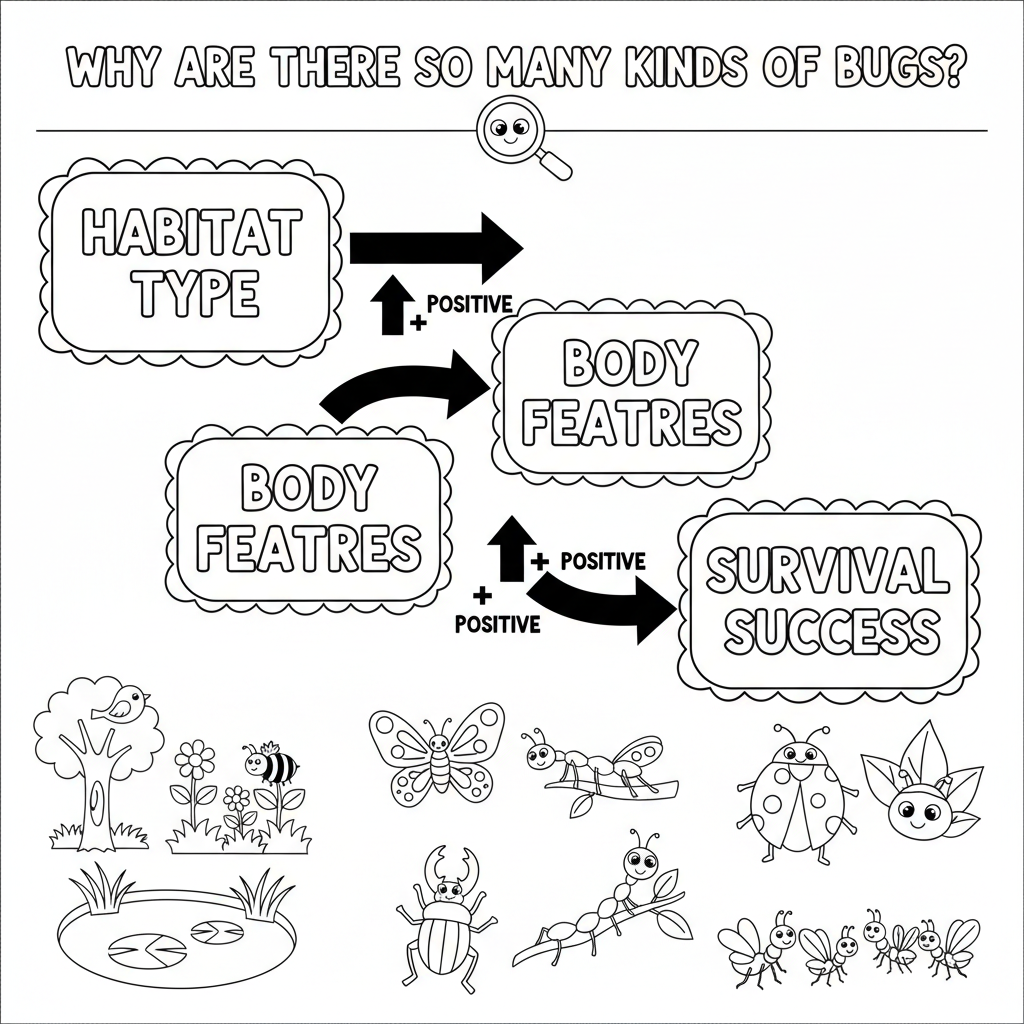 WHY ARE THERE SO MANY KINDS OF BUGS?
HABITAT
TYPE
+ POSITIVE
BODY
FEATRES
BODY
FEATRES
+ POSITIVE
+
POSITIVE
SURVIVAL
SUCCESS